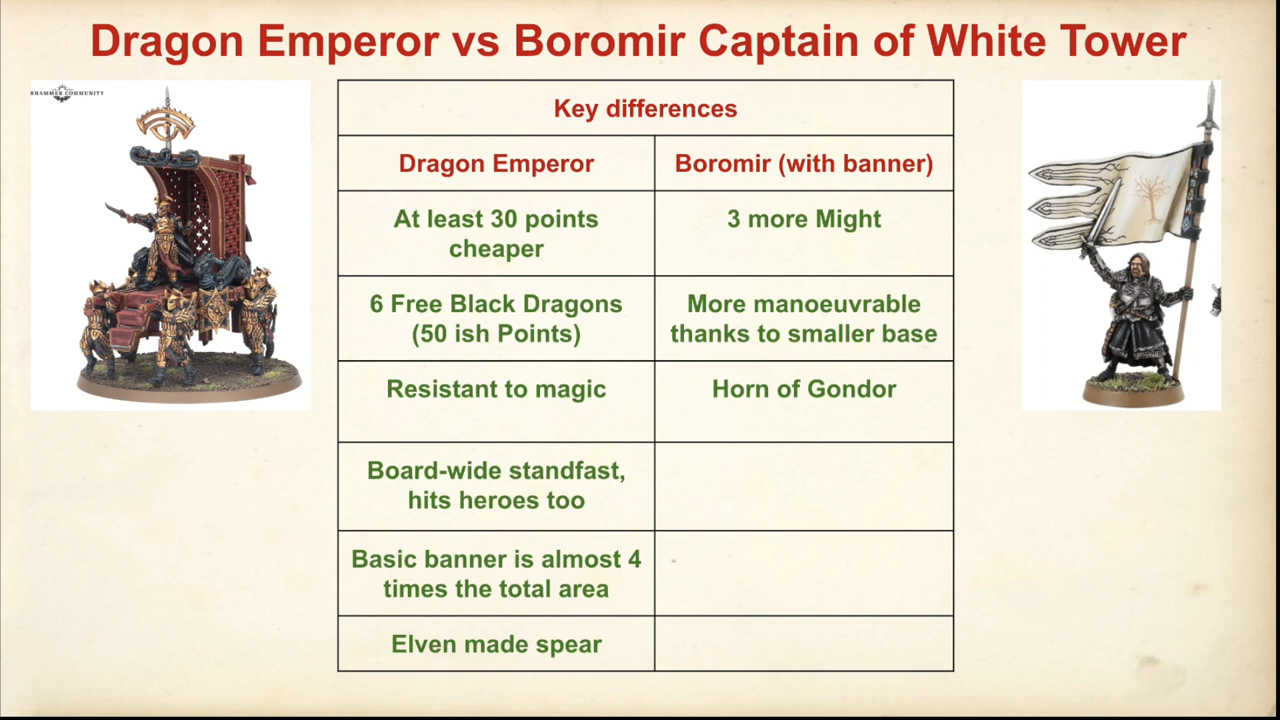 Dragon Emperor vs Boromir Captain of White Tower
RHAMMER COMMUNITY
Key differences
Dragon Emperor
Boromir (with banner)
At least 30 points
cheaper
3 more Might
6 Free Black Dragons
(50 ish Points)
More manoeuvrable
thanks to smaller base
Resistant to magic
Horn of Gondor
Board-wide standfast,
hits heroes too
Basic banner is almost 4
times the total area
Elven made spear